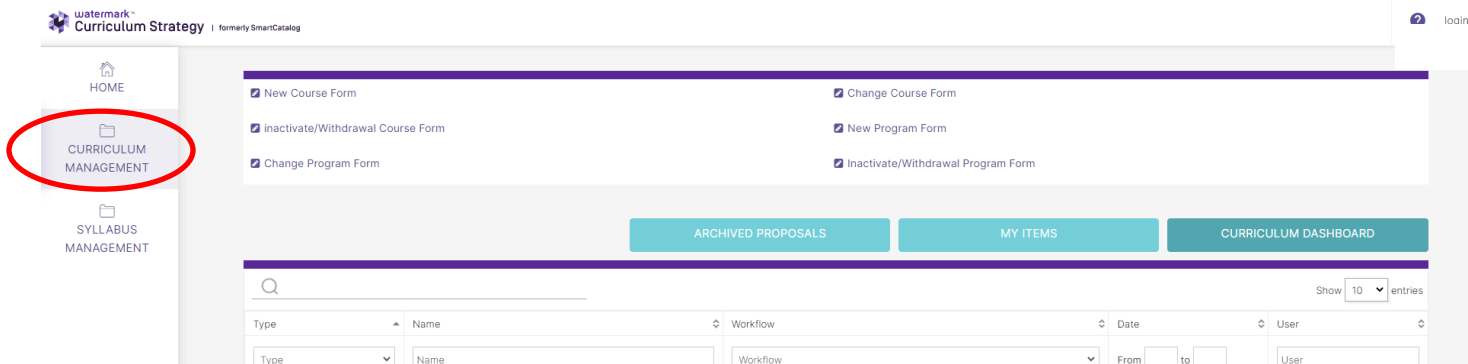 watermark™
Curriculum Strategy | formerly SmartCatalog
login
HOME
CURRICULUM
MANAGEMENT
SYLLABUS
MANAGEMENT
New Course Form
Change Course Form
inactivate/Withdrawal Course Form
New Program Form
Change Program Form
Inactivate/Withdrawal Program Form
ARCHIVED PROPOSALS
MY ITEMS
CURRICULUM DASHBOARD
Show 10 entries
Type Name Workflow Date User
Type Name Workflow From to User